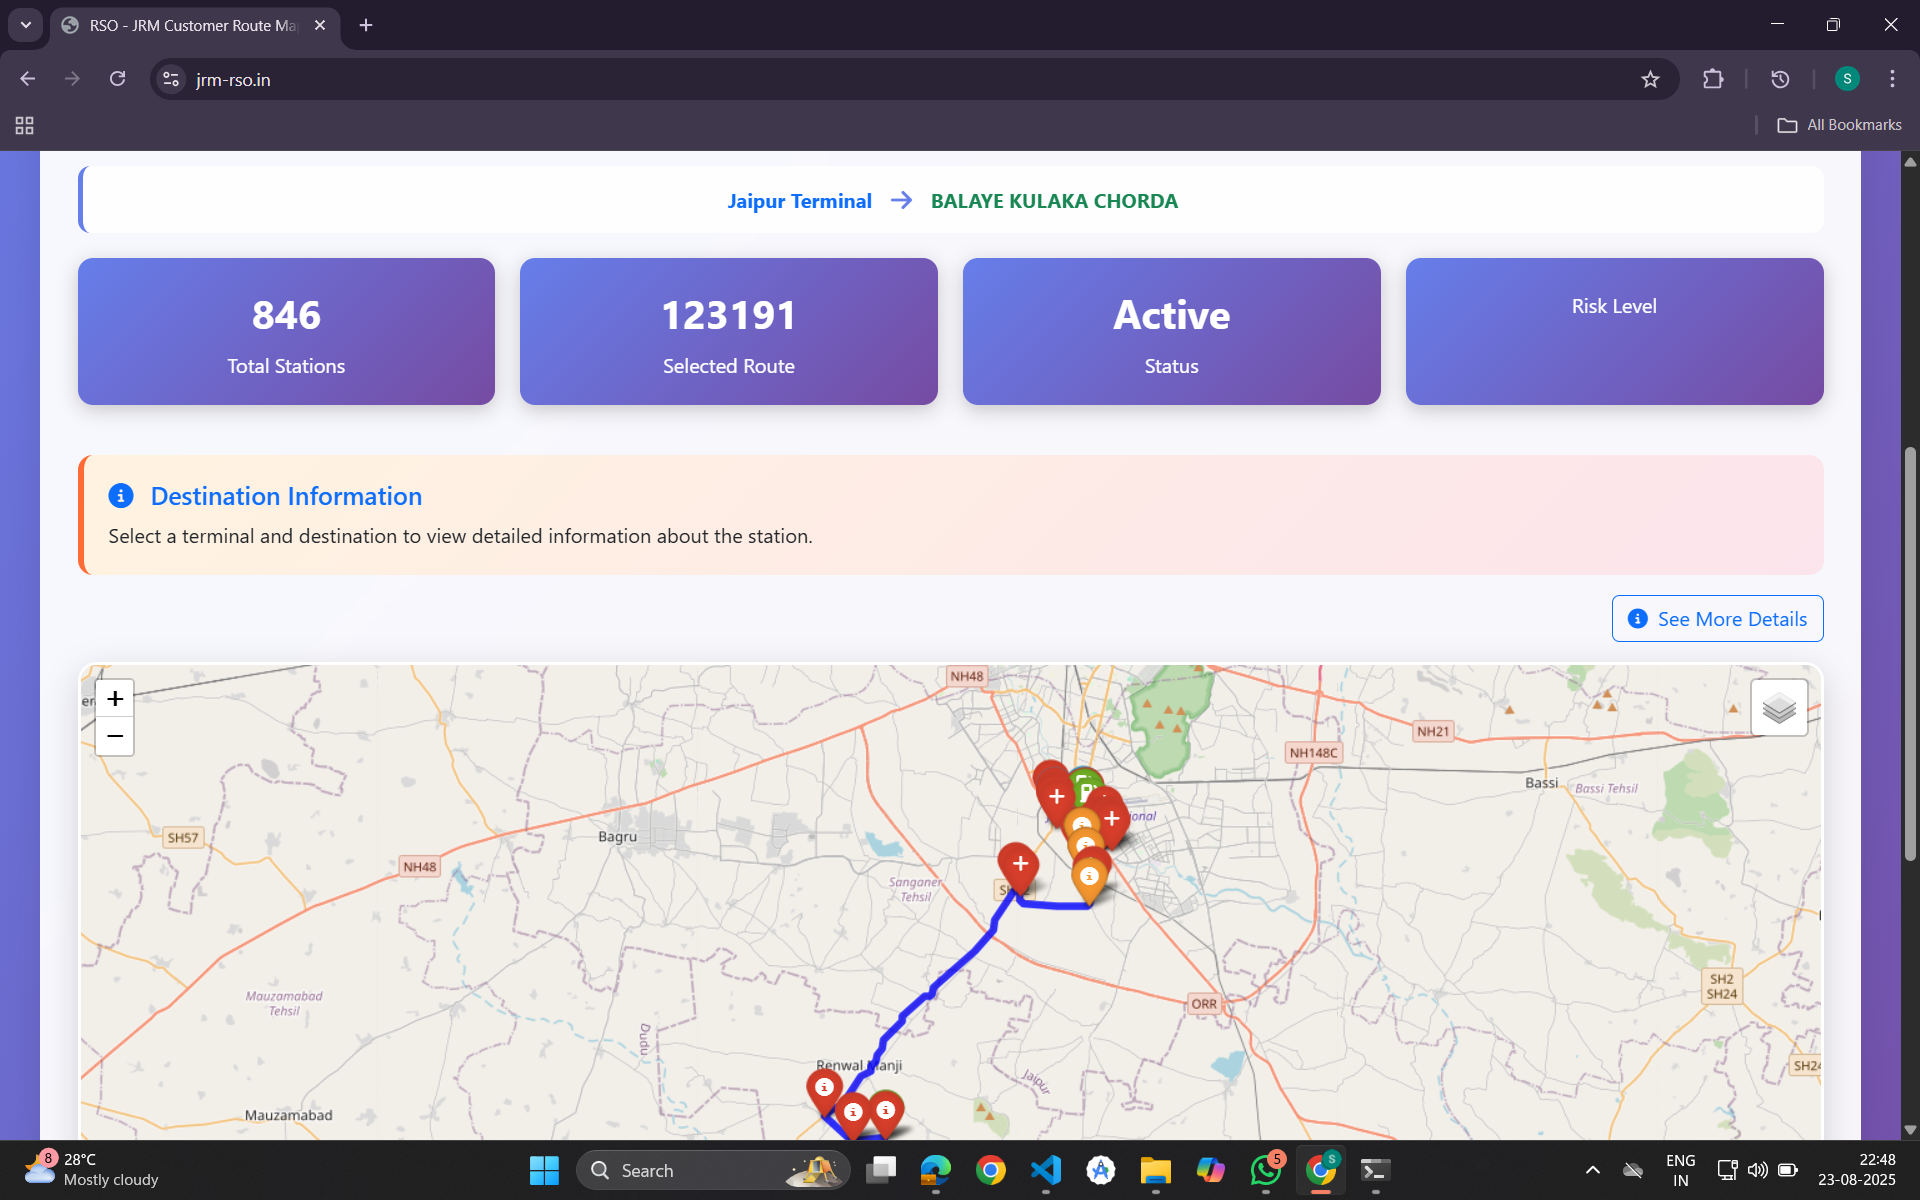 RSO - JRM Customer Route Ma
jrm-rso.in
S
All Bookmarks
Jaipur Terminal → BALAYE KULAKA CHORDA
846
Total Stations
123191
Selected Route
Active
Status
Risk Level
Destination Information
Select a terminal and destination to view detailed information about the station.
See More Details
+
−
NH48
NH21
NH148C
Bassi
Bassi Tehsil
SH57
Bagru
NH48
Sanganer
Tehsil
SH2
SH24
Mauzamabad
Tehsil
ORR
Dudu
Renwal Manji
Jaipur
SH24
Mauzamabad
8
28°C
Mostly cloudy
Search
5
S
ENG
IN
22:48
23-08-2025